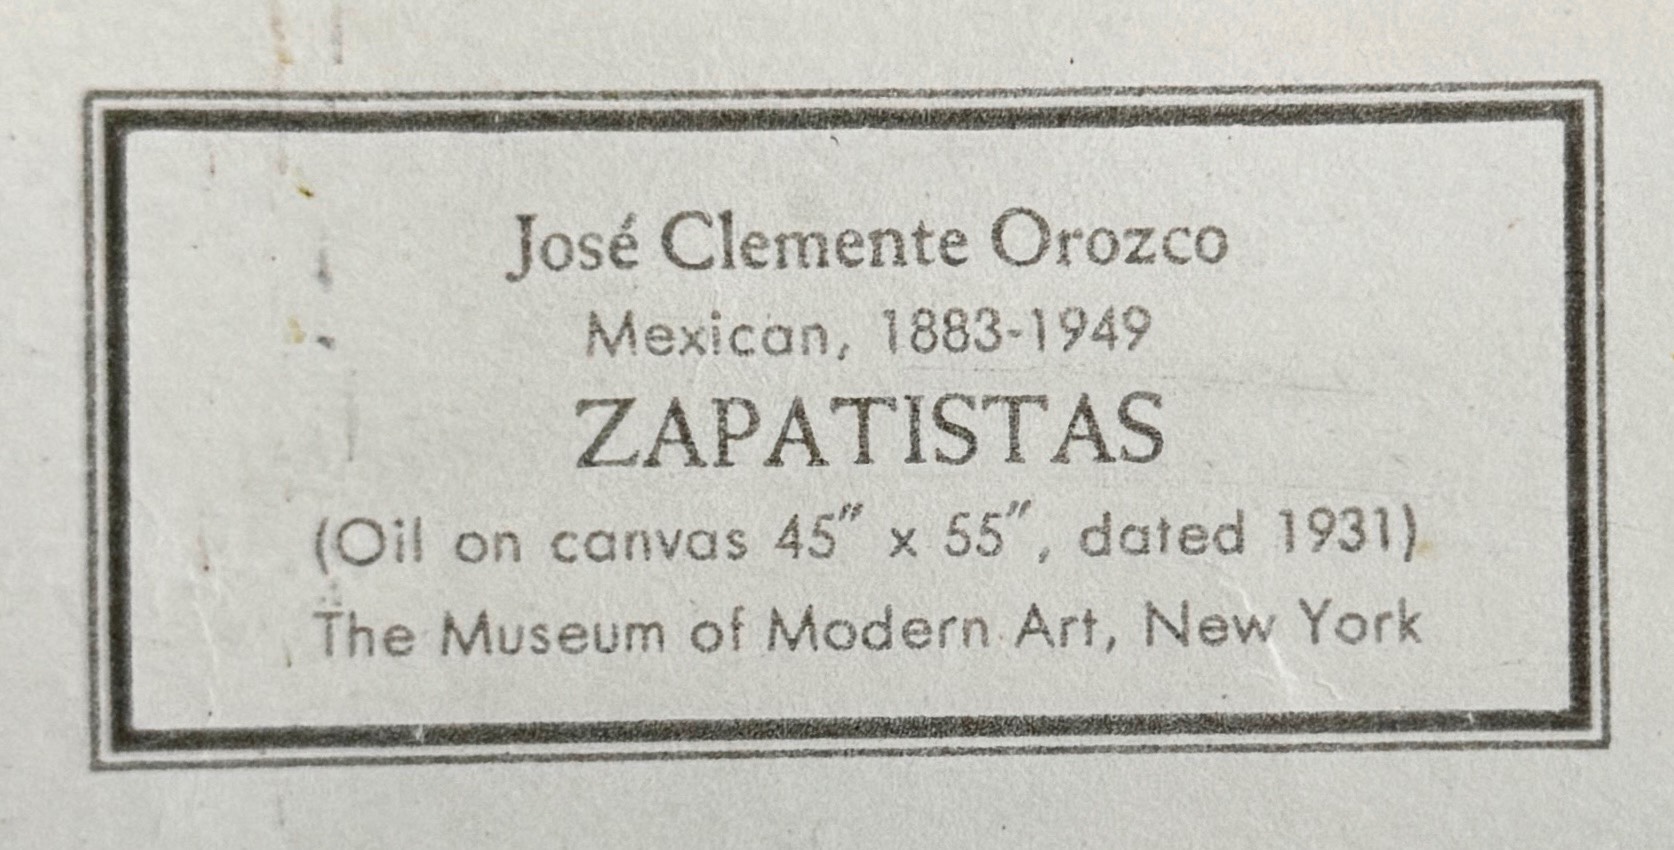 José Clemente Orozco
Mexican, 1883-1949
ZAPATISTAS
(Oil on canvas 45″ x 55″, dated 1931)
The Museum of Modern Art, New York